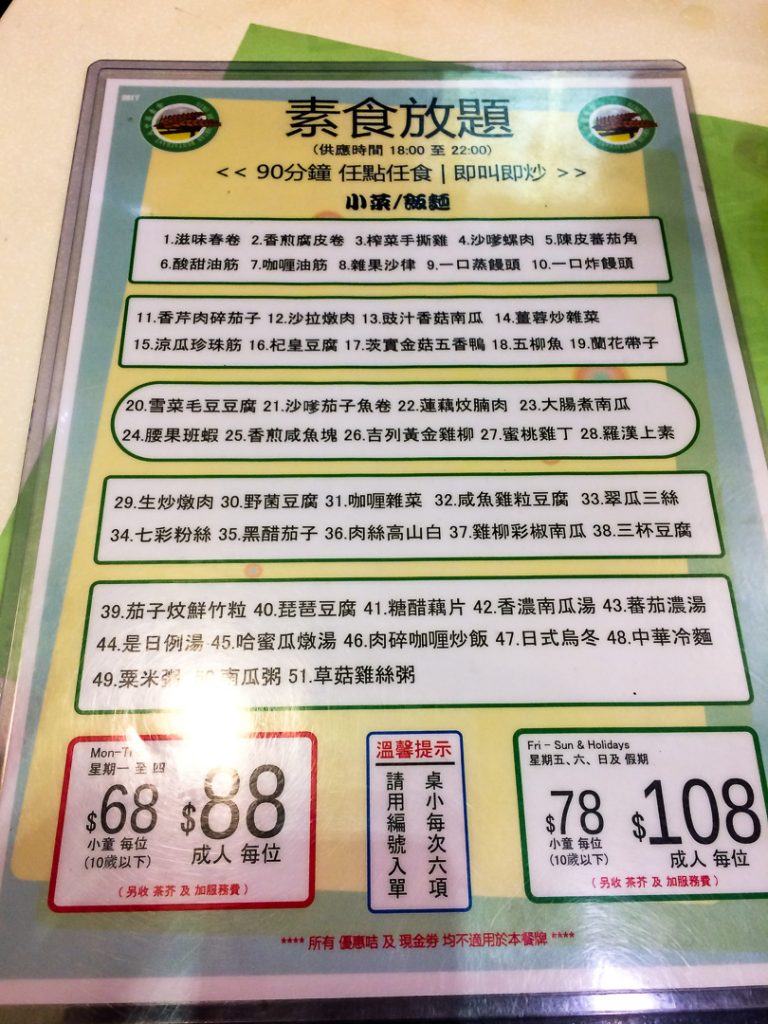 素食放題
(供應時間 18:00 至 22:00)
<< 90分鐘 任點任食 | 即叫即炒 >>
小菜/飯麵
1.滋味春卷 2.香煎腐皮卷 3.榨菜手撕雞 4.沙嗲螺肉 5.陳皮蕃茄角
6.酸甜油筋 7.咖喱油筋 8.雜果沙律 9.一口蒸饅頭 10.一口炸饅頭
11.香芹肉碎茄子 12.沙拉燉肉 13.豉汁香菇南瓜 14.薑蓉炒雜菜
15.涼瓜珍珠筋 16.杞皇豆腐 17.茨實金菇五香鴨 18.五柳魚 19.蘭花帶子
20.雪菜毛豆豆腐 21.沙嗲茄子魚卷 22.蓮藕炆腩肉 23.大腸煮南瓜
24.腰果班蝦 25.香煎咸魚塊 26.吉列黃金雞柳 27.蜜桃雞丁 28.羅漢上素
29.生炒燉肉 30.野菌豆腐 31.咖喱雜菜 32.咸魚雞粒豆腐 33.翠瓜三絲
34.七彩粉絲 35.黑醋茄子 36.肉絲高山白 37.雞柳彩椒南瓜 38.三杯豆腐
39.茄子炆鮮竹粒 40.琵琶豆腐 41.糖醋藕片 42.香濃南瓜湯 43.蕃茄濃湯
44.是日例湯 45.哈蜜瓜燉湯 46.肉碎咖喱炒飯 47.日式烏冬 48.中華冷麵
49.粟米粥 50.南瓜粥 51.草菇雞絲粥
Mon-T
星期一 至 四
$68 $88
小童 每位 成人 每位
(10歲以下)
(另收 茶芥 及 加服務費)
溫馨提示
桌小每次六項
請用編號入單
Fri - Sun & Holidays
星期五、六、日及 假期
$78 $108
小童 每位 成人 每位
(10歲以下)
(另收 茶芥 及 加服務費)
**** 所有 優惠咭 及 現金劵 均不適用於本餐牌 ****